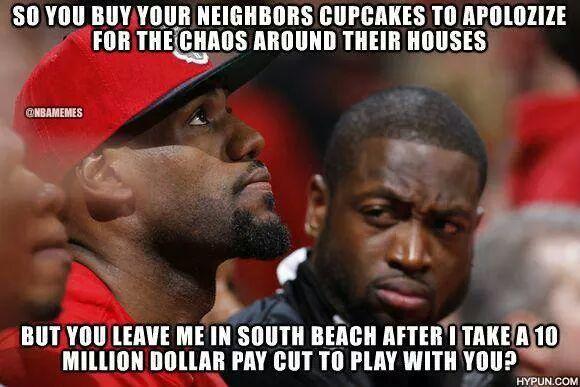 SO YOU BUY YOUR NEIGHBORS CUPCAKES TO APOLOZIZE
FOR THE CHAOS AROUND THEIR HOUSES
@NBAMEMES
BUT YOU LEAVE ME IN SOUTH BEACH AFTER I TAKE A 10
MILLION DOLLAR PAY CUT TO PLAY WITH YOU?
HYPUN.COM